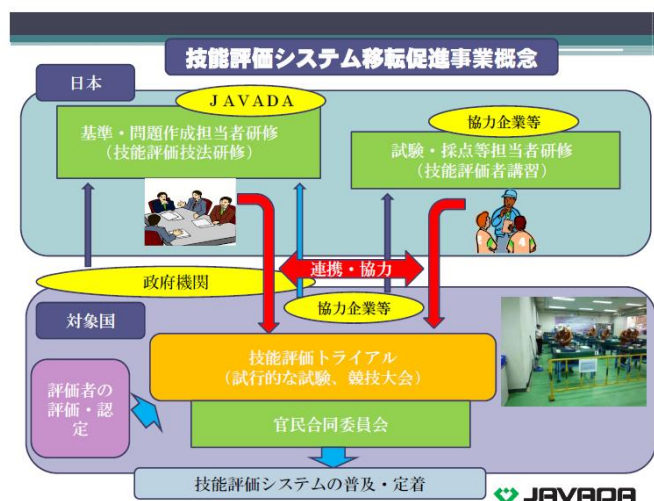 技能評価システム移転促進事業概念
日本
ＪＡＶＡＤＡ
基準・問題作成担当者研修
（技能評価技法研修）
協力企業等
試験・採点等担当者研修
（技能評価者講習）
連携・協力
政府機関
協力企業等
対象国
技能評価トライアル
（試行的な試験、競技大会）
評価者の
評価・認
定
官民合同委員会
技能評価システムの普及・定着
JAVADA